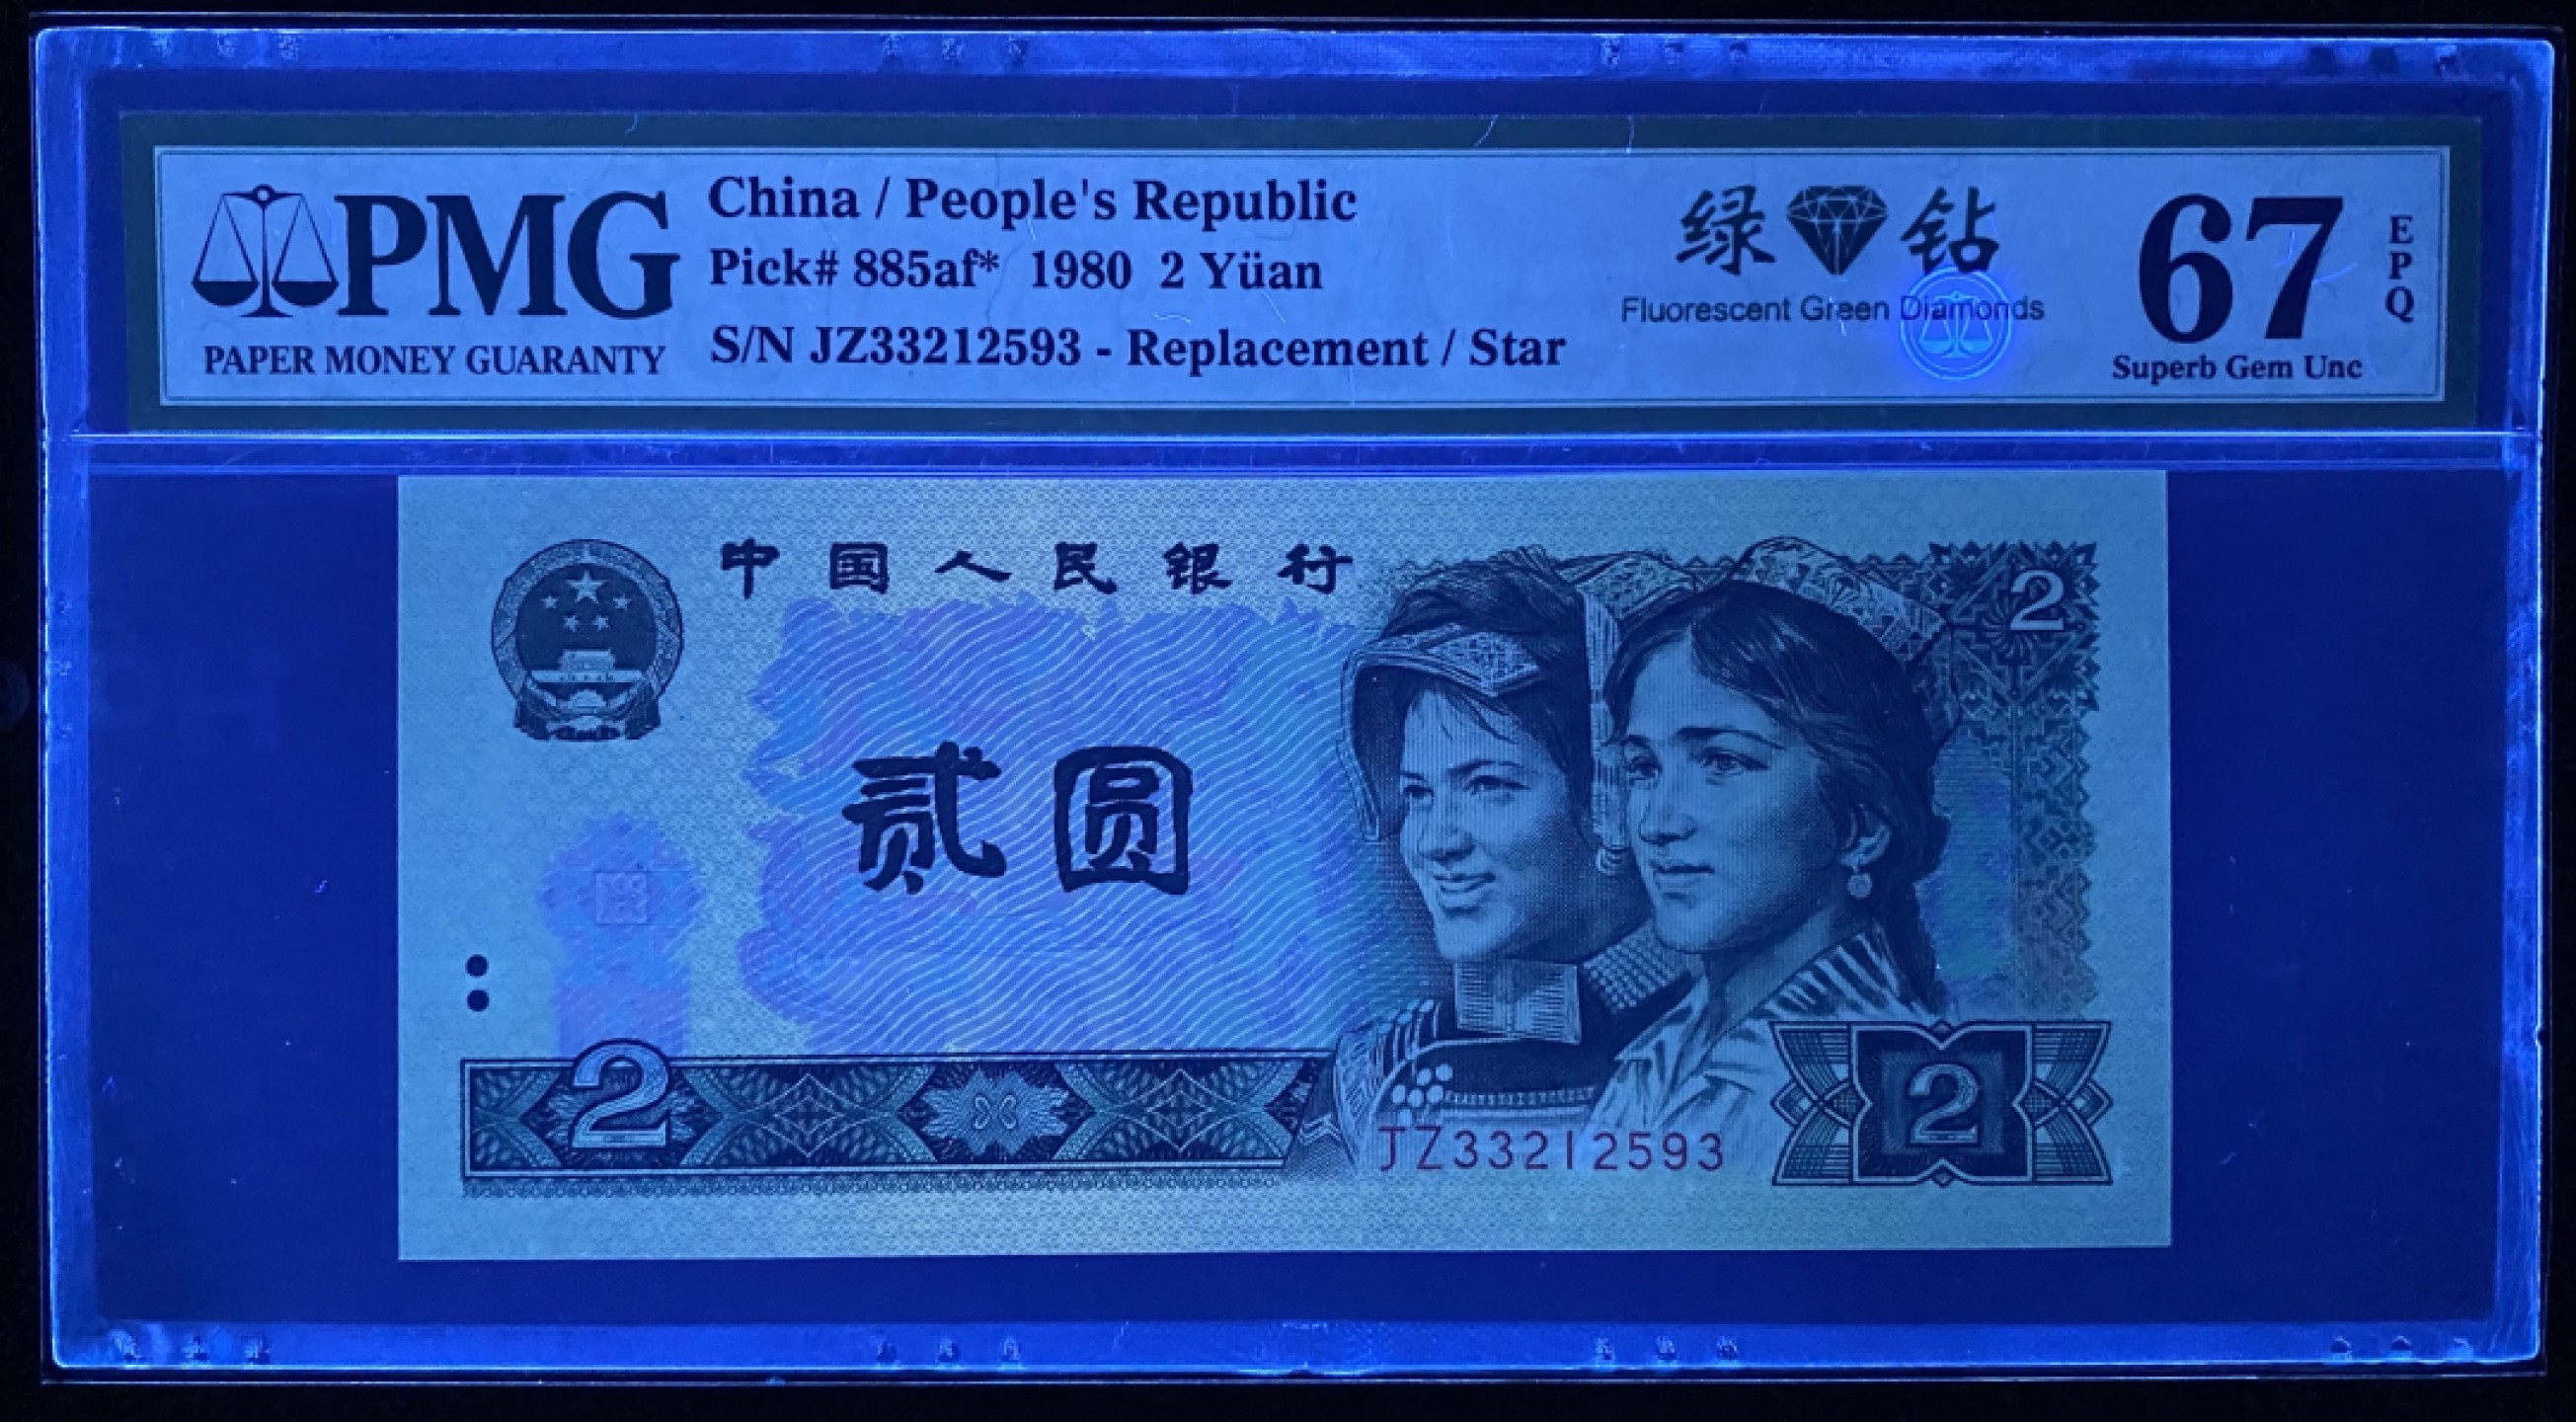 PMG
PAPER MONEY GUARANTY
China / People's Republic
Pick# 885af* 1980 2 Yüan
S/N JZ33212593 - Replacement / Star
绿 钻
Fluorescent Green Diamonds
67
EPQ
Superb Gem Unc
中国人民银行
2
贰圆
2
JZ33212593
2